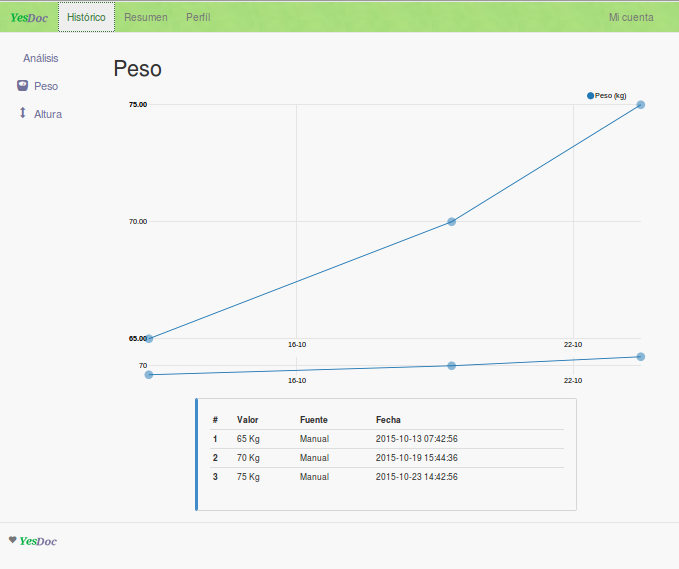 YesDoc Histórico Resumen Perfíl Mi cuenta
Análisis
Peso
Altura
Peso
Peso (kg)
75.00
70.00
65.00
16-10 22-10
70
16-10 22-10
# Valor Fuente Fecha
1 65 Kg Manual 2015-10-13 07:42:56
2 70 Kg Manual 2015-10-19 15:44:36
3 75 Kg Manual 2015-10-23 14:42:56
YesDoc